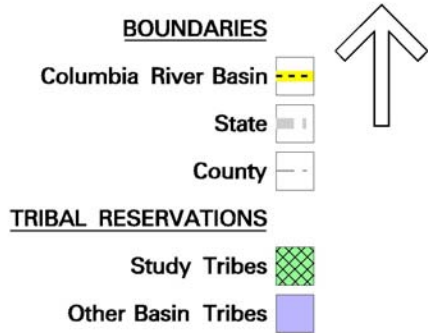 BOUNDARIES
Columbia River Basin
State
County
TRIBAL RESERVATIONS
Study Tribes
Other Basin Tribes